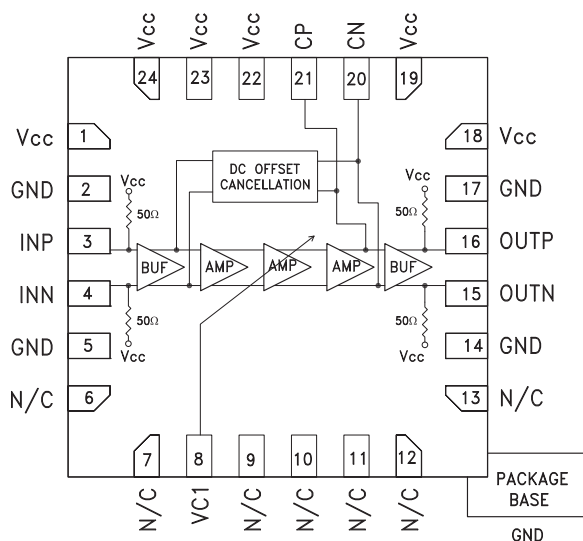 Vcc Vcc Vcc CP CN Vcc
24 23 22 21 20 19
Vcc 1
18 Vcc
GND 2
17 GND
INP 3
16 OUTP
INN 4
15 OUTN
GND 5
14 GND
N/C 6
13 N/C
DC OFFSET
CANCELLATION
Vcc
50Ω
Vcc
50Ω
BUF AMP AMP AMP BUF
50Ω
Vcc
50Ω
Vcc
7 8 9 10 11 12
N/C VC1 N/C N/C N/C N/C
PACKAGE
BASE
GND